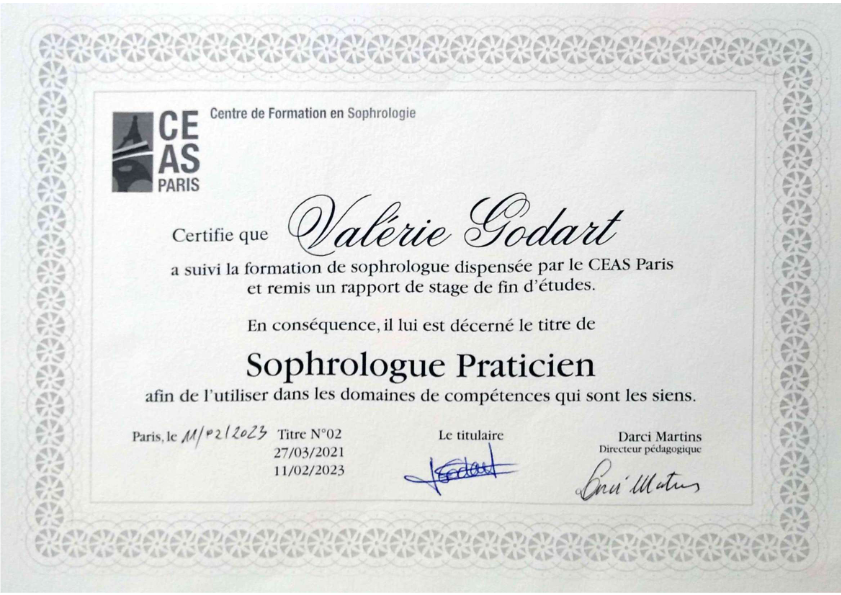 CE
AS
PARIS
Centre de Formation en Sophrologie
Certifie que Valérie Godart
a suivi la formation de sophrologue dispensée par le CEAS Paris
et remis un rapport de stage de fin d'études.
En conséquence, il lui est décerné le titre de
Sophrologue Praticien
afin de l'utiliser dans les domaines de compétences qui sont les siens.
Paris, le 11/02/2023 Titre N°02
27/03/2021
11/02/2023
Le titulaire
VGodart
Darci Martins
Directeur pédagogique
Darci Martins